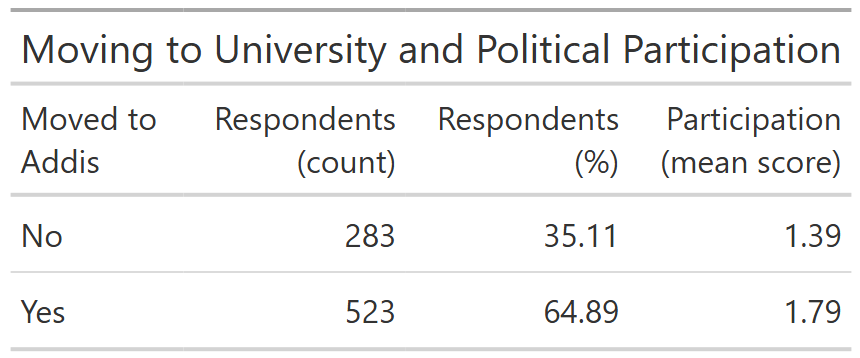 Moving to University and Political Participation
Moved to Respondents Respondents Participation
Addis (count) (%) (mean score)
No 283 35.11 1.39
Yes 523 64.89 1.79